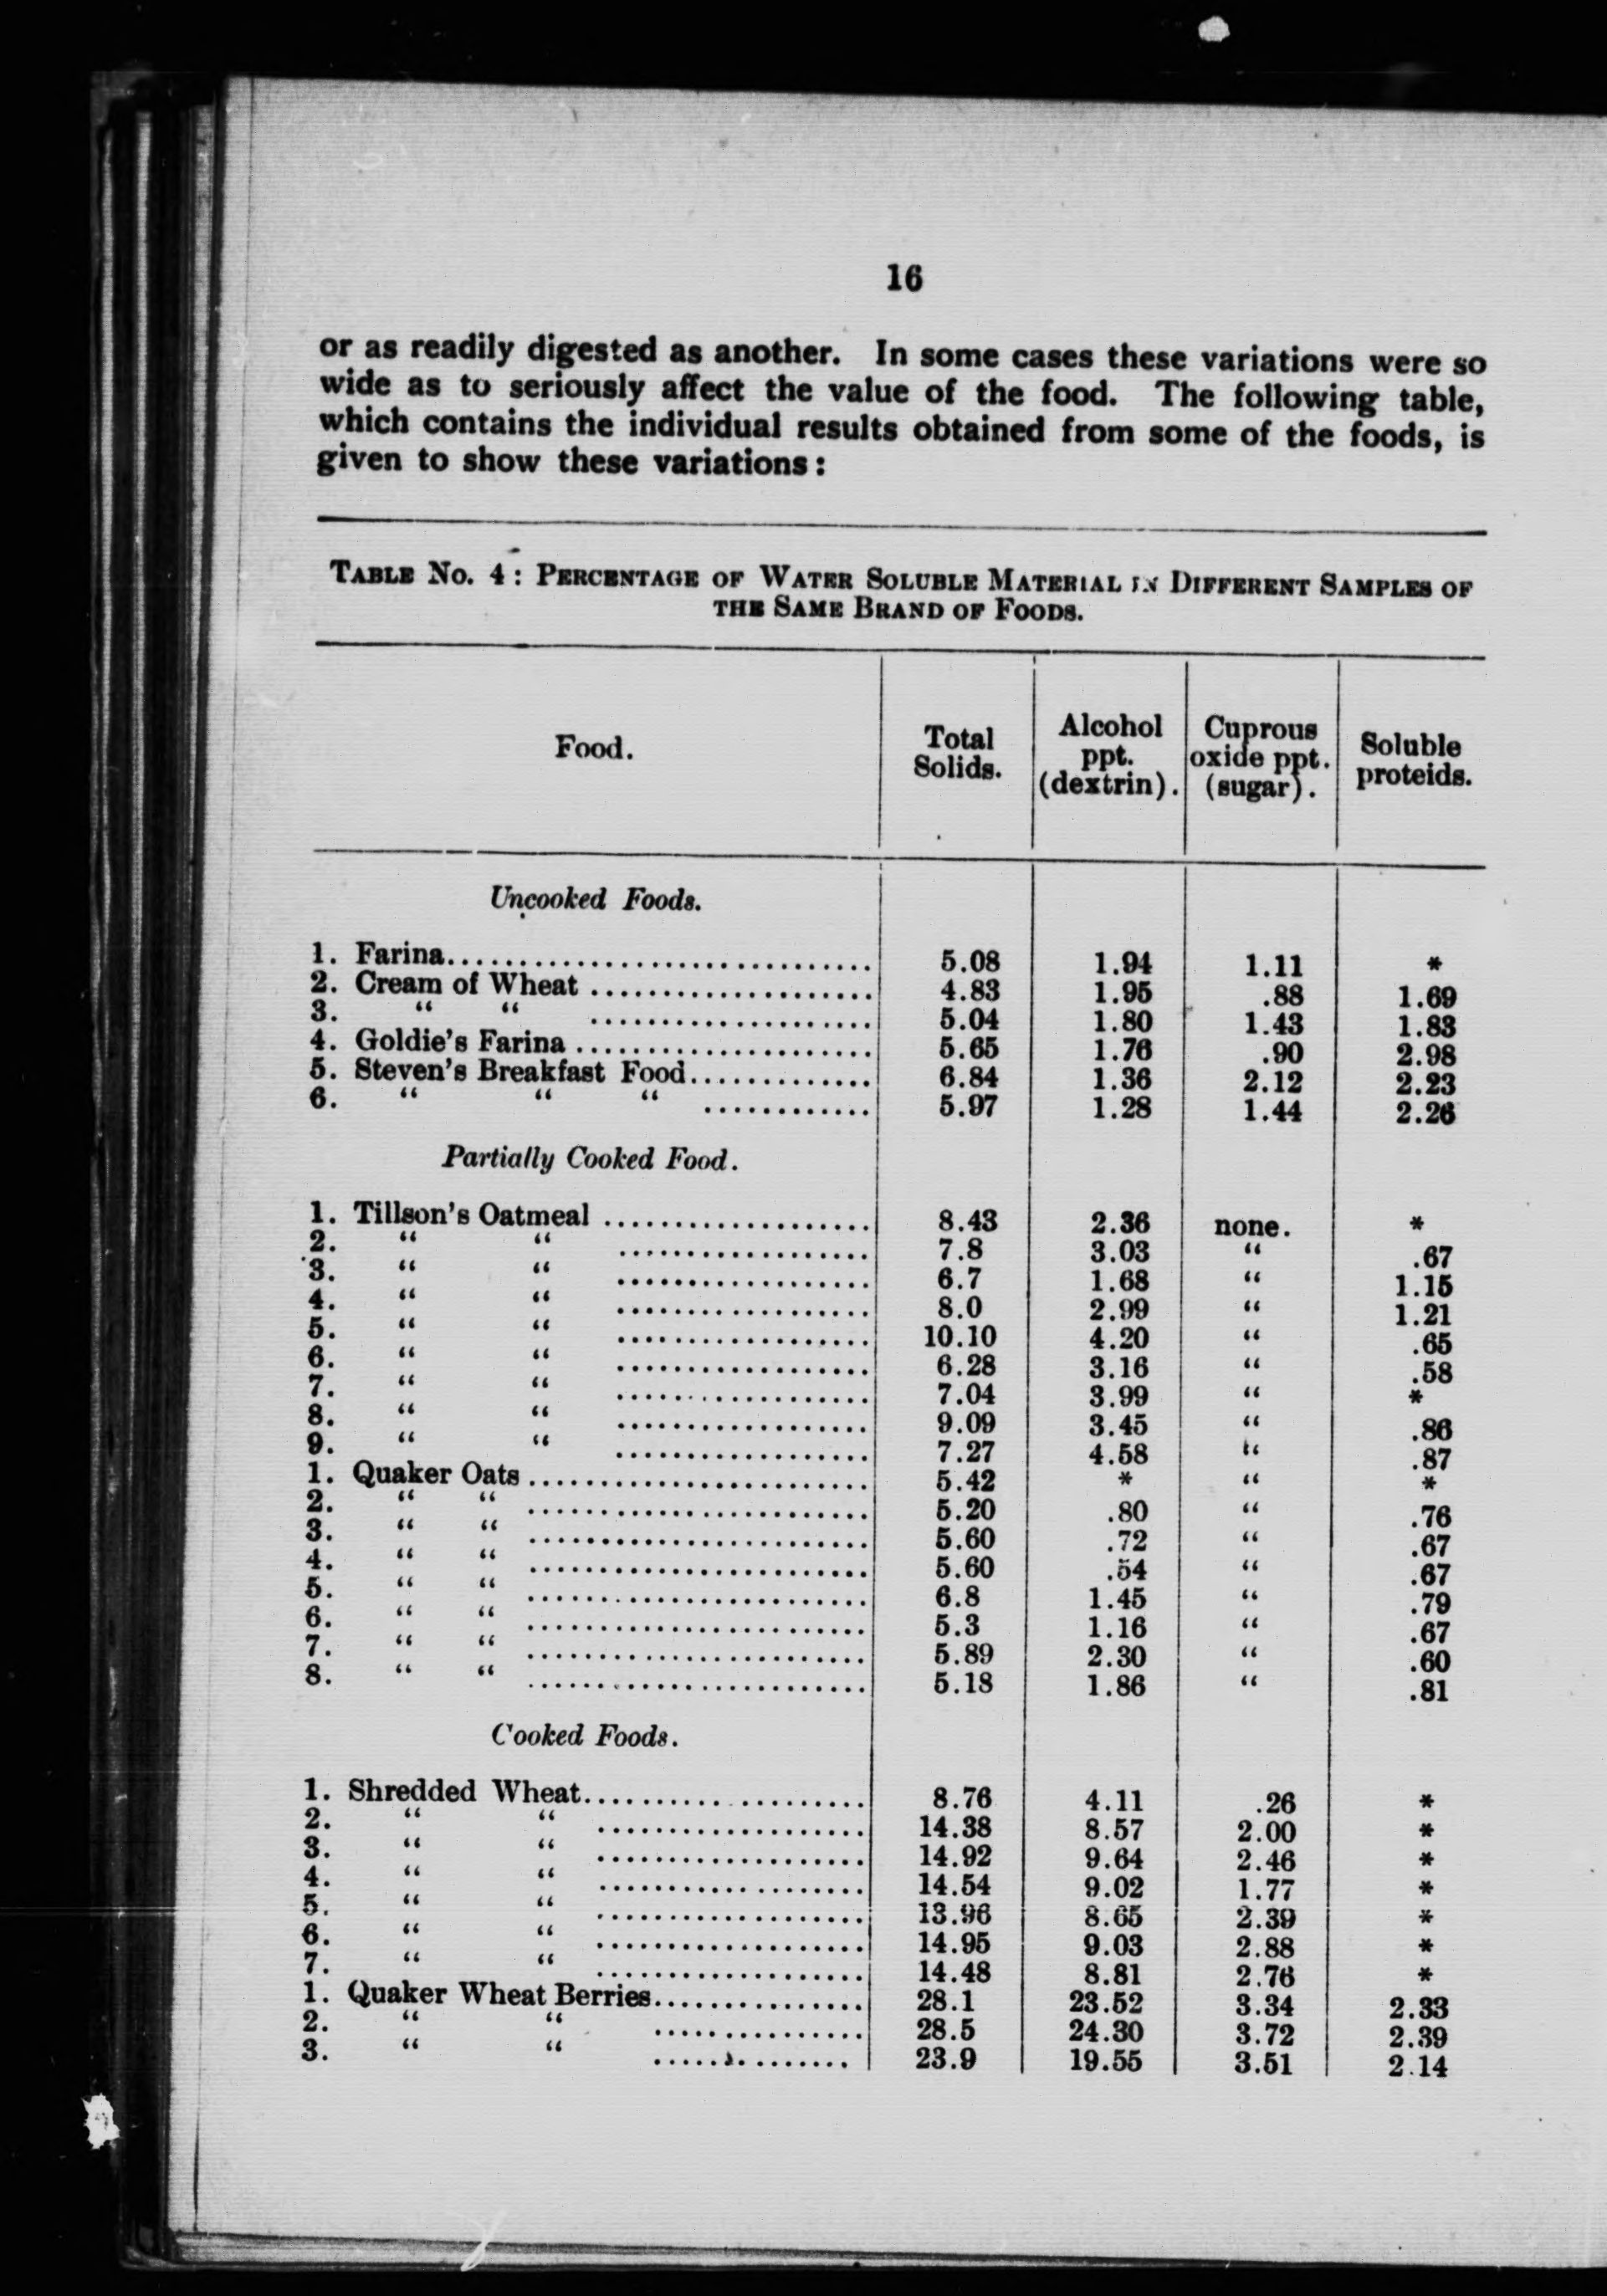 16
or as readily digested as another. In some cases these variations were so
wide as to seriously affect the value of the food. The following table,
which contains the individual results obtained from some of the foods, is
given to show these variations:
TABLE NO. 4: PERCENTAGE OF WATER SOLUBLE MATERIAL IN DIFFERENT SAMPLES OF
THE SAME BRAND OF FOODS.
Food. Total Solids. Alcohol ppt. (dextrin). Cuprous oxide ppt. (sugar). Soluble proteids.
Uncooked Foods.
1. Farina................................ 5.08 1.94 1.11 *
2. Cream of Wheat .................... 4.83 1.95 .88 1.69
3. “ “ .................... 5.04 1.80 1.43 1.83
4. Goldie's Farina ..................... 5.65 1.76 .90 2.98
5. Steven's Breakfast Food............. 6.84 1.36 2.12 2.23
6. “ “ “ ............ 5.97 1.28 1.44 2.26
Partially Cooked Food.
1. Tillson's Oatmeal ................... 8.43 2.36 none. *
2. “ “ .................. 7.8 3.03 “ .67
3. “ “ .................. 6.7 1.68 “ 1.15
4. “ “ .................. 8.0 2.99 “ 1.21
5. “ “ .................. 10.10 4.20 “ .65
6. “ “ .................. 6.28 3.16 “ .58
7. “ “ .................. 7.04 3.99 “ *
8. “ “ .................. 9.09 3.45 “ .86
9. “ “ .................. 7.27 4.58 “ .87
1. Quaker Oats ........................ 5.42 * “ *
2. “ “ ........................ 5.20 .80 “ .76
3. “ “ ........................ 5.60 .72 “ .67
4. “ “ ........................ 5.60 .54 “ .67
5. “ “ ........................ 6.8 1.45 “ .79
6. “ “ ........................ 5.3 1.16 “ .67
7. “ “ ........................ 5.89 2.30 “ .60
8. “ “ ........................ 5.18 1.86 “ .81
Cooked Foods.
1. Shredded Wheat.................... 8.76 4.11 .26 *
2. “ “ ................... 14.38 8.57 2.00 *
3. “ “ ................... 14.92 9.64 2.46 *
4. “ “ ................... 14.54 9.02 1.77 *
5. “ “ ................... 13.96 8.65 2.39 *
6. “ “ ................... 14.95 9.03 2.88 *
7. “ “ ................... 14.48 8.81 2.76 *
1. Quaker Wheat Berries............... 28.1 23.52 3.34 2.33
2. “ “ ............... 28.5 24.30 3.72 2.39
3. “ “ .............. 23.9 19.55 3.51 2.14